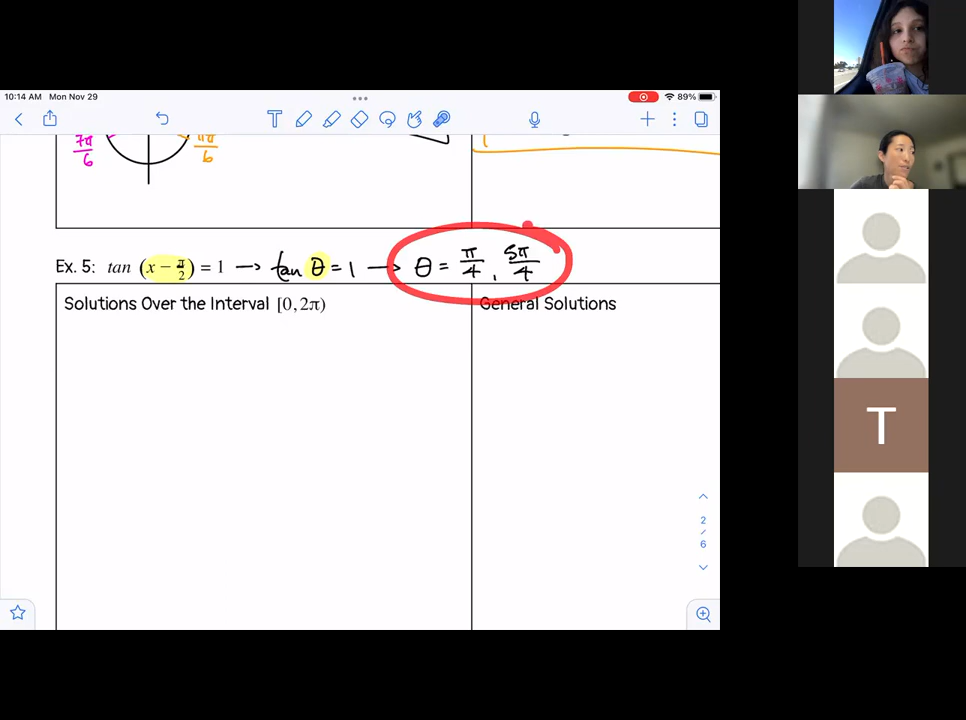 10:14 AM Mon Nov 29
89%
7π/6
11π/6
Ex. 5: tan (x − π/2) = 1 → tan θ = 1 → θ = π/4, 5π/4
Solutions Over the Interval [0, 2π)
General Solutions
2
/
6
T